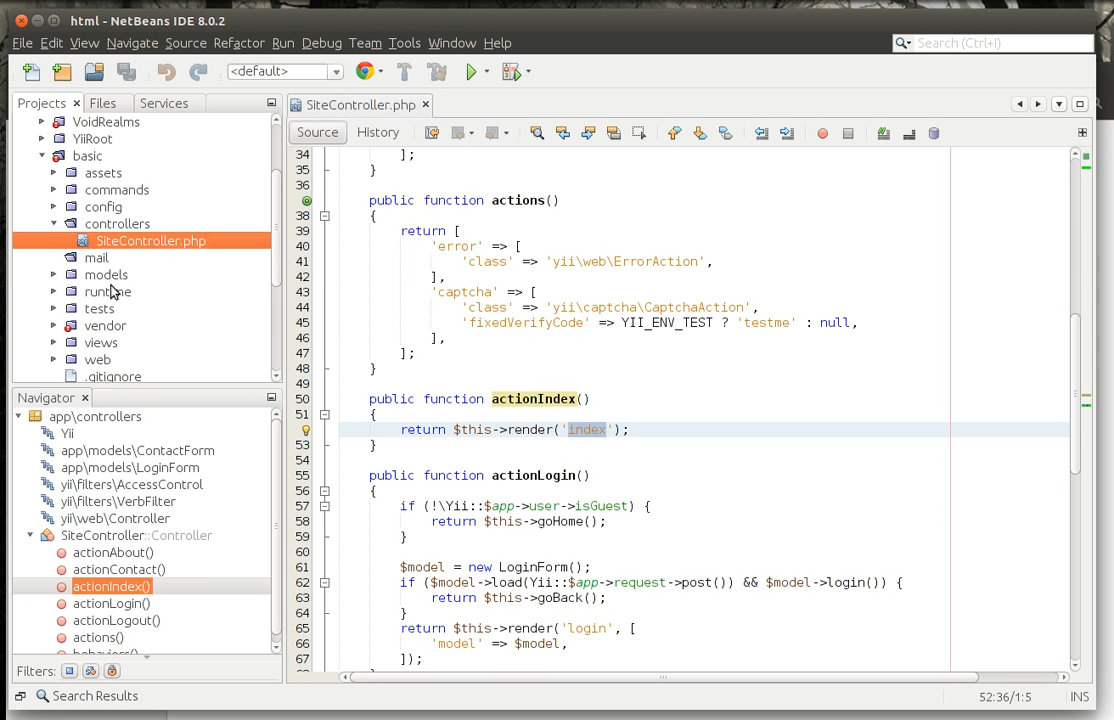 html - NetBeans IDE 8.0.2
File Edit View Navigate Source Refactor Run Debug Team Tools Window Help
Search (Ctrl+I)
<default>
Projects Files Services
VoidRealms
YiiRoot
basic
assets
commands
config
controllers
SiteController.php
mail
models
runtime
tests
vendor
views
web
.gitignore
Navigator
app\controllers
Yii
app\models\ContactForm
app\models\LoginForm
yii\filters\AccessControl
yii\filters\VerbFilter
yii\web\Controller
SiteController::Controller
actionAbout()
actionContact()
actionIndex()
actionLogin()
actionLogout()
actions()
behaviors()
Filters:
Search Results
SiteController.php
Source History
34 ];
35 }
36
public function actions()
38 {
39 return [
40 'error' => [
41 'class' => 'yii\web\ErrorAction',
42 ],
43 'captcha' => [
44 'class' => 'yii\captcha\CaptchaAction',
45 'fixedVerifyCode' => YII_ENV_TEST ? 'testme' : null,
46 ],
47 ];
48 }
49
50 public function actionIndex()
51 {
return $this->render('index');
53 }
54
55 public function actionLogin()
56 {
57 if (!\Yii::$app->user->isGuest) {
58 return $this->goHome();
59 }
60
61 $model = new LoginForm();
62 if ($model->load(Yii::$app->request->post()) && $model->login()) {
63 return $this->goBack();
64 }
65 return $this->render('login', [
66 'model' => $model,
67 ]);
52:36/1:5 INS